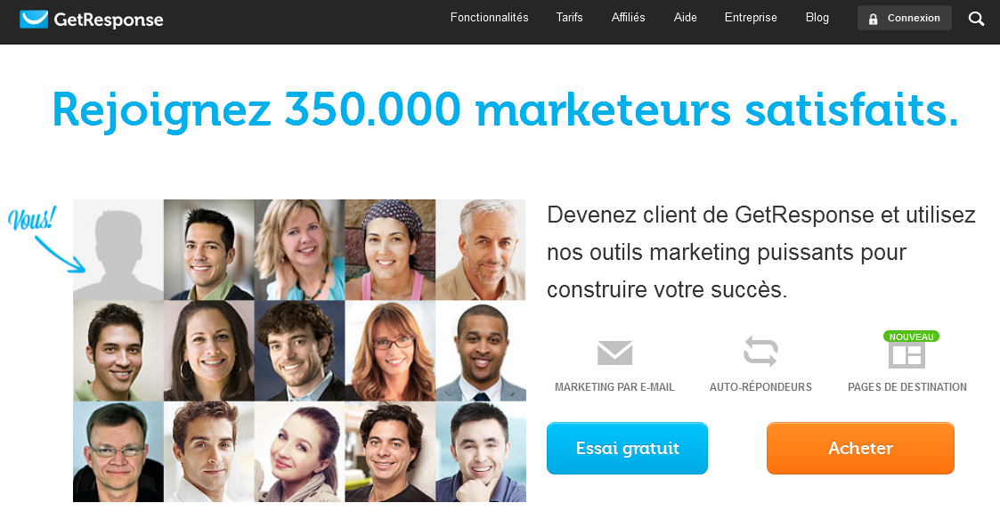 GetResponse
Fonctionnalités Tarifs Affiliés Aide Entreprise Blog Connexion
Rejoignez 350.000 marketeurs satisfaits.
Vous!
Devenez client de GetResponse et utilisez
nos outils marketing puissants pour
construire votre succès.
NOUVEAU
MARKETING PAR E-MAIL AUTO-RÉPONDEURS PAGES DE DESTINATION
Essai gratuit Acheter